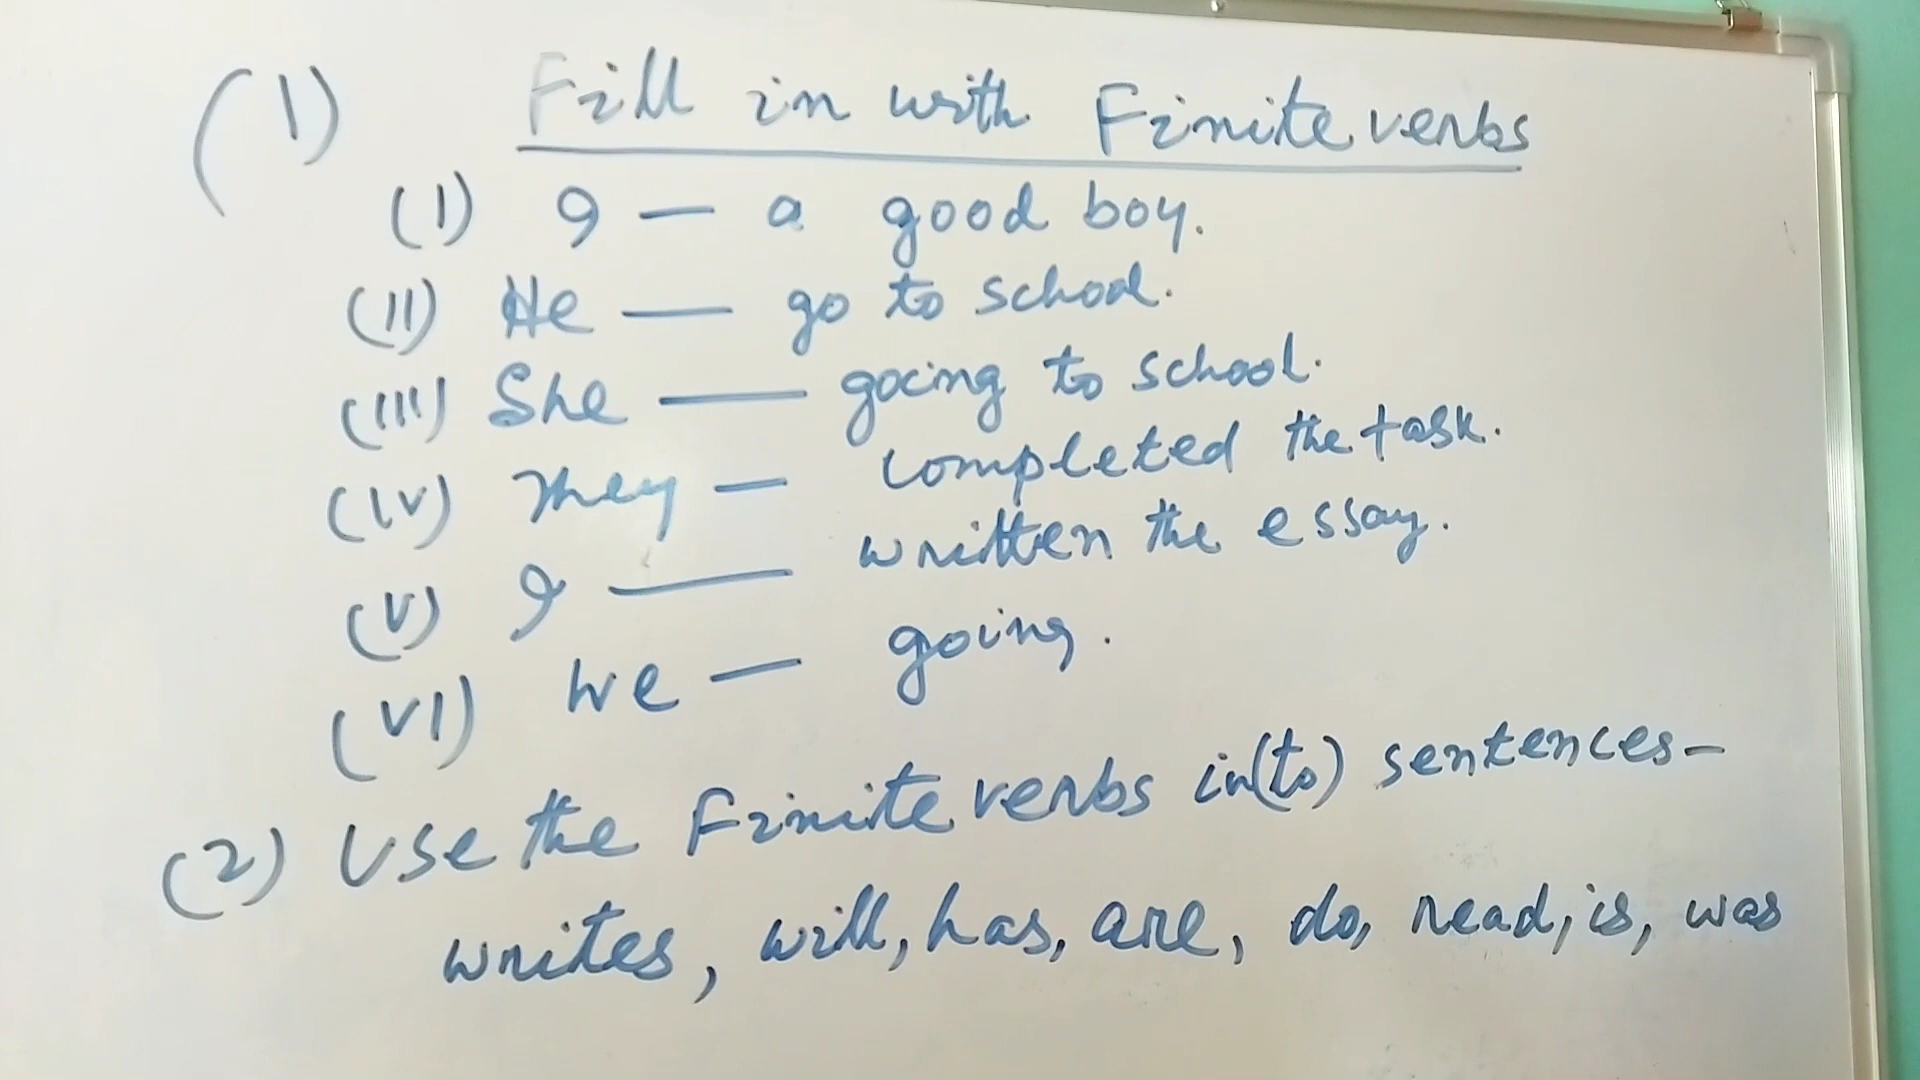 (1) Fill in with Finite verbs
(I) I — a good boy.
(II) He — go to school.
(III) She — going to school.
(IV) They — completed the task.
(V) I — written the essay.
(VI) We — going.
(2) Use the Finite verbs in(to) sentences-
writes, will, has, are, do, read, is, was